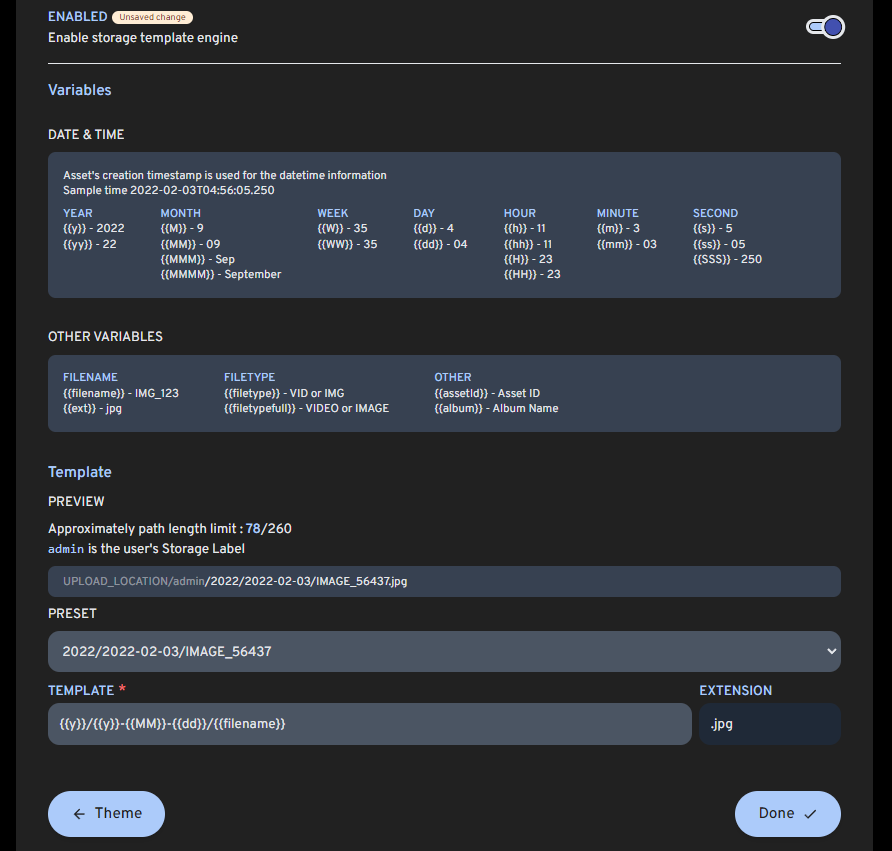 ENABLED Unsaved change
Enable storage template engine
Variables
DATE & TIME
Asset's creation timestamp is used for the datetime information
Sample time 2022-02-03T04:56:05.250
YEAR MONTH WEEK DAY HOUR MINUTE SECOND
{{y}} - 2022 {{M}} - 9 {{W}} - 35 {{d}} - 4 {{h}} - 11 {{m}} - 3 {{s}} - 5
{{yy}} - 22 {{MM}} - 09 {{WW}} - 35 {{dd}} - 04 {{hh}} - 11 {{mm}} - 03 {{ss}} - 05
{{MMM}} - Sep {{H}} - 23 {{SSS}} - 250
{{MMMM}} - September {{HH}} - 23
OTHER VARIABLES
FILENAME FILETYPE OTHER
{{filename}} - IMG_123 {{filetype}} - VID or IMG {{assetId}} - Asset ID
{{ext}} - jpg {{filetypefull}} - VIDEO or IMAGE {{album}} - Album Name
Template
PREVIEW
Approximately path length limit : 78/260
admin is the user's Storage Label
UPLOAD_LOCATION/admin/2022/2022-02-03/IMAGE_56437.jpg
PRESET
2022/2022-02-03/IMAGE_56437
TEMPLATE * EXTENSION
{{y}}/{{y}}-{{MM}}-{{dd}}/{{filename}} .jpg
← Theme Done ✓